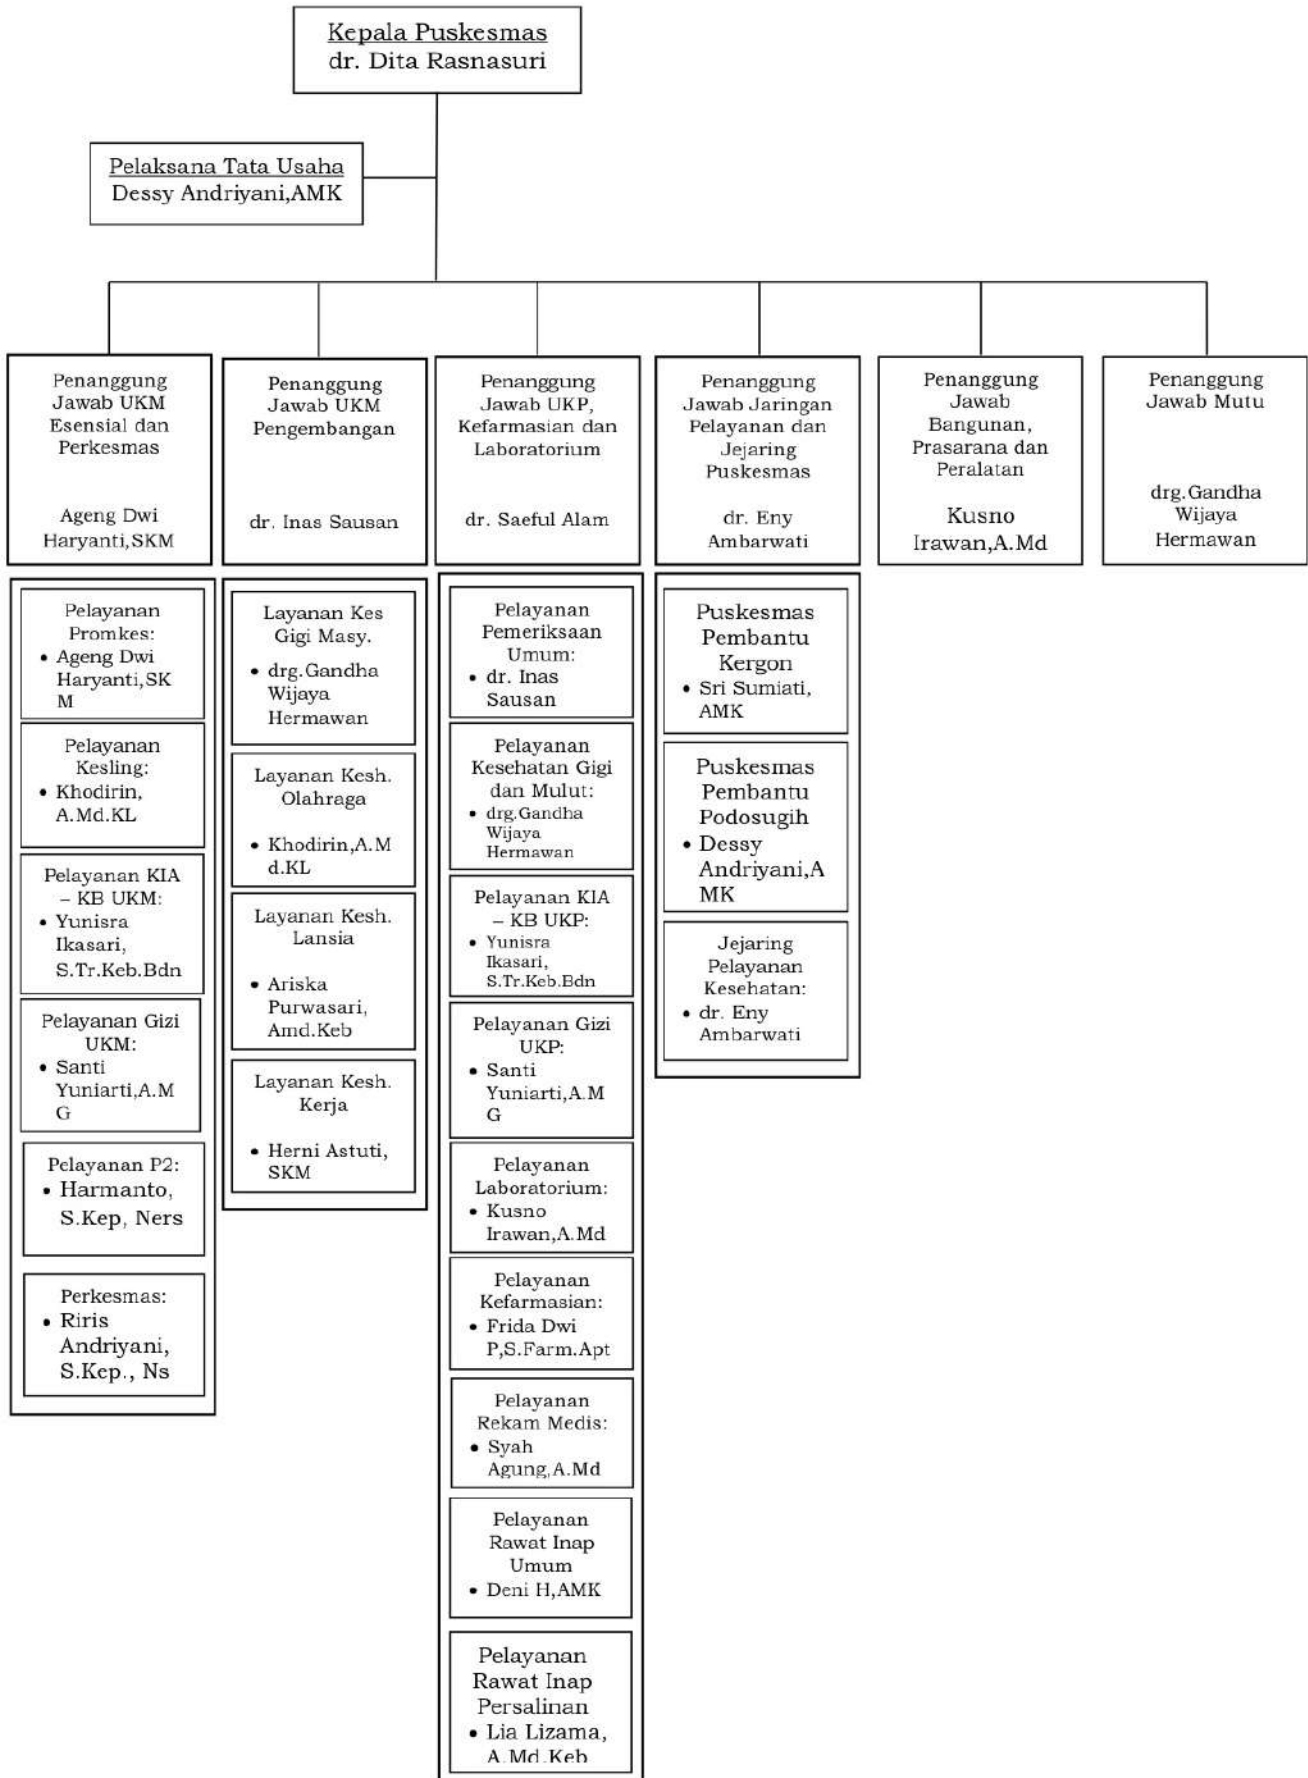 Kepala Puskesmas
dr. Dita Rasnasuri
Pelaksana Tata Usaha
Dessy Andriyani,AMK
Penanggung
Jawab UKM
Esensial dan
Perkesmas
Ageng Dwi
Haryanti,SKM
Penanggung
Jawab UKM
Pengembangan
dr. Inas Sausan
Penanggung
Jawab UKP,
Kefarmasian dan
Laboratorium
dr. Saeful Alam
Penanggung
Jawab Jaringan
Pelayanan dan
Jejaring
Puskesmas
dr. Eny
Ambarwati
Penanggung
Jawab
Bangunan,
Prasarana dan
Peralatan
Kusno
Irawan,A.Md
Penanggung
Jawab Mutu
drg.Gandha
Wijaya
Hermawan
Pelayanan
Promkes:
• Ageng Dwi
Haryanti,SK
M
Pelayanan
Kesling:
• Khodirin,
A.Md.KL
Pelayanan KIA
– KB UKM:
• Yunisra
Ikasari,
S.Tr.Keb.Bdn
Pelayanan Gizi
UKM:
• Santi
Yuniarti,A.M
G
Pelayanan P2:
• Harmanto,
S.Kep, Ners
Perkesmas:
• Riris
Andriyani,
S.Kep., Ns
Layanan Kes
Gigi Masy.
• drg.Gandha
Wijaya
Hermawan
Layanan Kesh.
Olahraga
• Khodirin,A.M
d.KL
Layanan Kesh.
Lansia
• Ariska
Purwasari,
Amd.Keb
Layanan Kesh.
Kerja
• Herni Astuti,
SKM
Pelayanan
Pemeriksaan
Umum:
• dr. Inas
Sausan
Pelayanan
Kesehatan Gigi
dan Mulut:
• drg.Gandha
Wijaya
Hermawan
Pelayanan KIA
– KB UKP:
• Yunisra
Ikasari,
S.Tr.Keb.Bdn
Pelayanan Gizi
UKP:
• Santi
Yuniarti,A.M
G
Pelayanan
Laboratorium:
• Kusno
Irawan,A.Md
Pelayanan
Kefarmasian:
• Frida Dwi
P,S.Farm.Apt
Pelayanan
Rekam Medis:
• Syah
Agung,A.Md
Pelayanan
Rawat Inap
Umum
• Deni H,AMK
Pelayanan
Rawat Inap
Persalinan
• Lia Lizama,
A.Md.Keb
Puskesmas
Pembantu
Kergon
• Sri Sumiati,
AMK
Puskesmas
Pembantu
Podosugih
• Dessy
Andriyani,A
MK
Jejaring
Pelayanan
Kesehatan:
• dr. Eny
Ambarwati